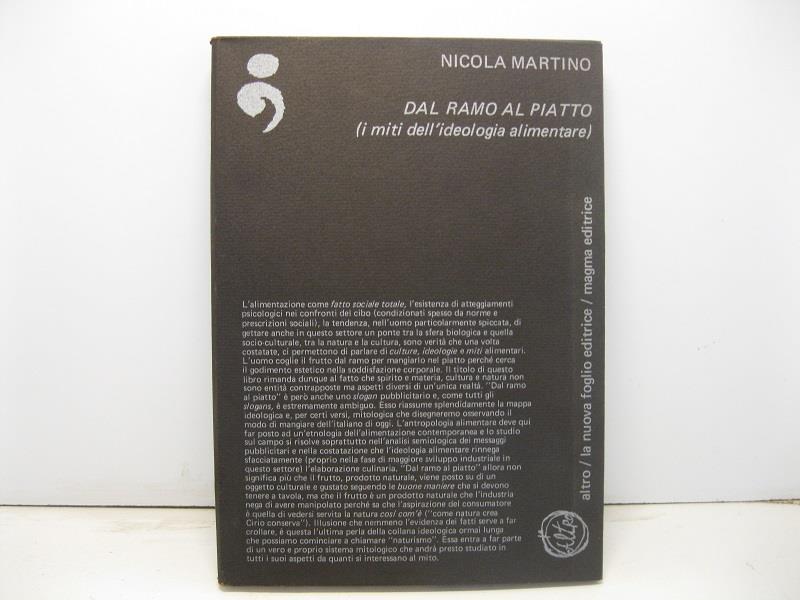 NICOLA MARTINO
DAL RAMO AL PIATTO
(i miti dell'ideologia alimentare)
L'alimentazione come fatto sociale totale, l'esistenza di atteggiamenti
psicologici nei confronti del cibo (condizionati spesso da norme e
prescrizioni sociali), la tendenza, nell'uomo particolarmente spiccata, di
gettare anche in questo settore un ponte tra la sfera biologica e quella
socio-culturale, tra la natura e la cultura, sono verità che una volta
costatate, ci permettono di parlare di culture, ideologie e miti alimentari.
L'uomo coglie il frutto dal ramo per mangiarlo nel piatto perché cerca
il godimento estetico nella soddisfazione corporale. Il titolo di questo
libro rimanda dunque al fatto che spirito e materia, cultura e natura non
sono entità contrapposte ma aspetti diversi di un'unica realtà. "Dal ramo
al piatto" è però anche uno slogan pubblicitario e, come tutti gli
slogans, è estremamente ambiguo. Esso riassume splendidamente la mappa
ideologica e, per certi versi, mitologica che disegneremo osservando il
modo di mangiare dell'italiano di oggi. L'antropologia alimentare deve qui
far posto ad un'etnologia dell'alimentazione contemporanea e lo studio
sul campo si risolve soprattutto nell'analisi semiologica dei messaggi
pubblicitari e nella costatazione che l'ideologia alimentare rinnega
sfacciatamente (proprio nella fase di maggiore sviluppo industriale in
questo settore) l'elaborazione culinaria. "Dal ramo al piatto" allora non
significa più che il frutto, prodotto naturale, viene posto su di un
oggetto culturale e gustato seguendo le buone maniere che si devono
tenere a tavola, ma che il frutto è un prodotto naturale che l'industria
nega di avere manipolato perché sa che l'aspirazione del consumatore
è quella di vedersi servita la natura così com'è ("come natura crea
Cirio conserva"). Illusione che nemmeno l'evidenza dei fatti serve a far
crollare, è questa l'ultima perla della collana ideologica ormai lunga
che possiamo cominciare a chiamare "naturismo". Essa entra a far parte
di un vero e proprio sistema mitologico che andrà presto studiato in
tutti i suoi aspetti da quanti si interessano al mito.
altro / la nuova foglio editrice / magma editrice
altro